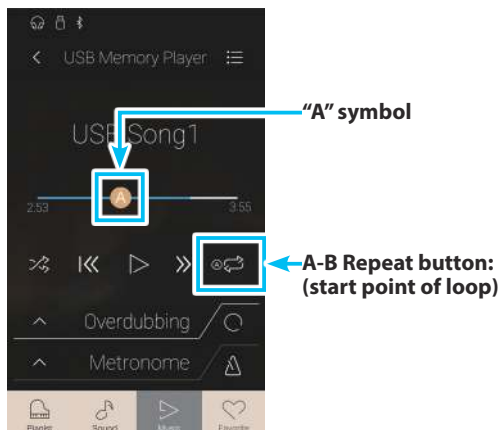 USB Memory Player
"A" symbol
USB Song1
A
2:53
3:55
A-B Repeat button:
(start point of loop)
Overdubbing
Metronome
Pianist
Sound
Music
Favorite